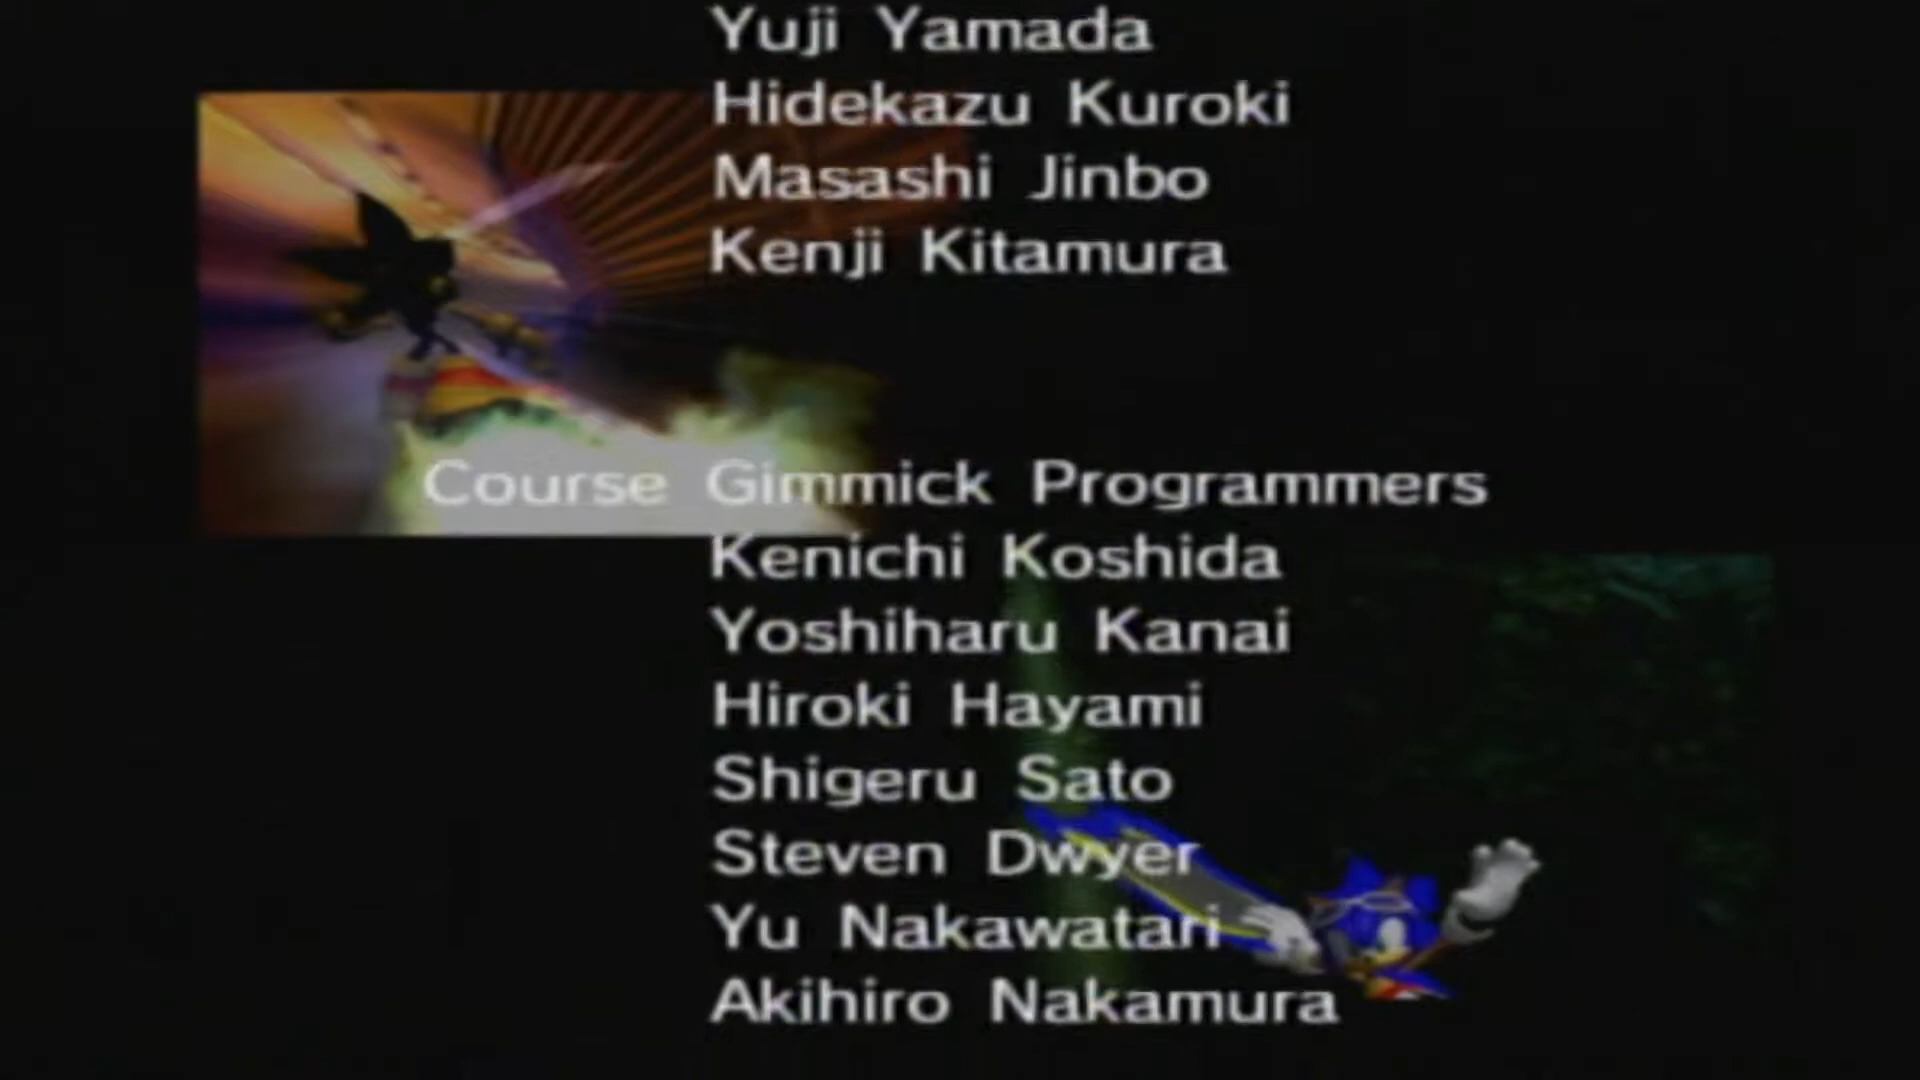 Yuji Yamada
Hidekazu Kuroki
Masashi Jinbo
Kenji Kitamura
Course Gimmick Programmers
Kenichi Koshida
Yoshiharu Kanai
Hiroki Hayami
Shigeru Sato
Steven Dwyer
Yu Nakawatari
Akihiro Nakamura